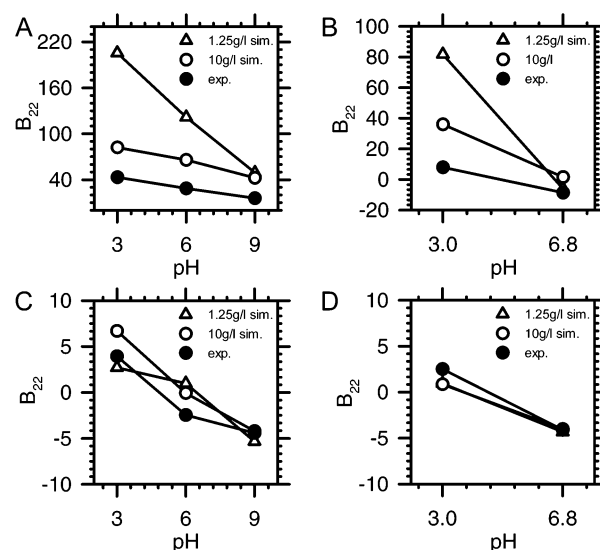 A
B₂₂
220
160
100
40
1.25g/l sim.
10g/l sim.
exp.
3 6 9
pH
B
B₂₂
100
80
60
40
20
0
-20
1.25g/l sim.
10g/l
exp.
3.0 6.8
pH
C
B₂₂
10
5
0
-5
-10
1.25g/l sim.
10g/l sim.
exp.
3 6 9
pH
D
B₂₂
10
5
0
-5
-10
1.25g/l sim.
10g/l sim.
exp.
3.0 6.8
pH